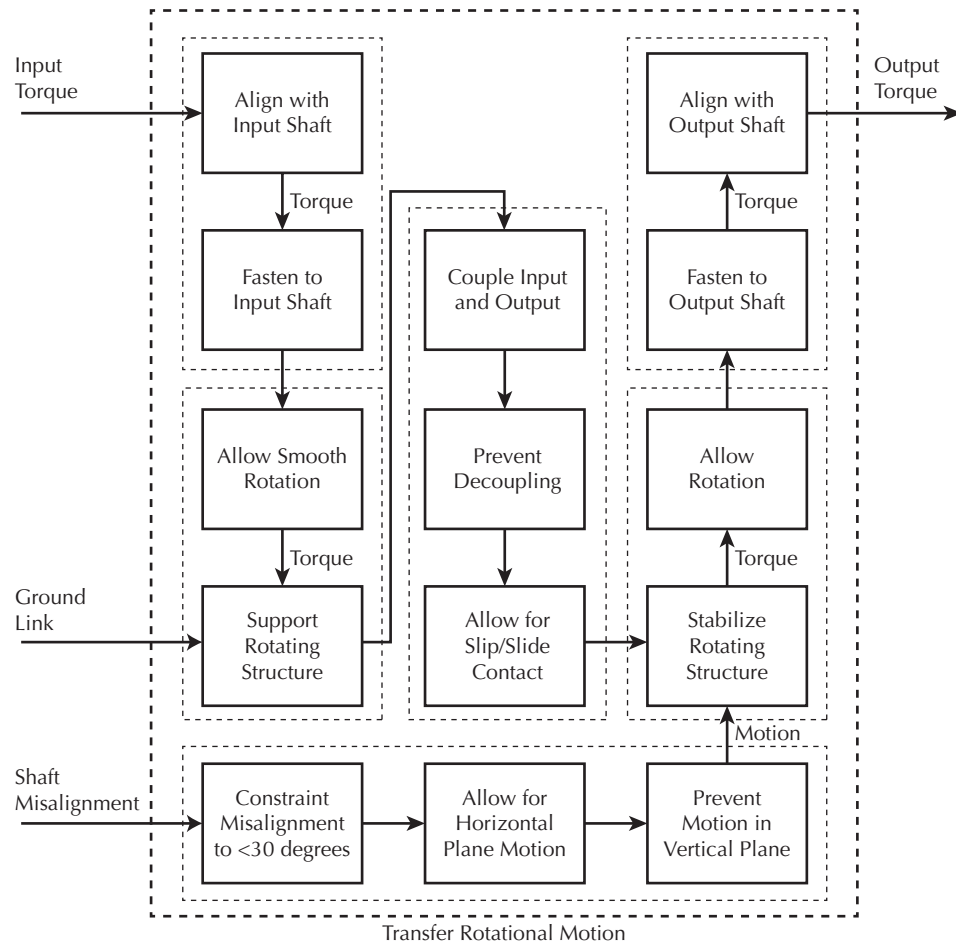 Input
Torque
Align with
Input Shaft
Torque
Fasten to
Input Shaft
Allow Smooth
Rotation
Torque
Ground
Link
Support
Rotating
Structure
Couple Input
and Output
Prevent
Decoupling
Allow for
Slip/Slide
Contact
Output
Torque
Align with
Output Shaft
Torque
Fasten to
Output Shaft
Allow
Rotation
Torque
Stabilize
Rotating
Structure
Motion
Shaft
Misalignment
Constraint
Misalignment
to <30 degrees
Allow for
Horizontal
Plane Motion
Prevent
Motion in
Vertical Plane
Transfer Rotational Motion